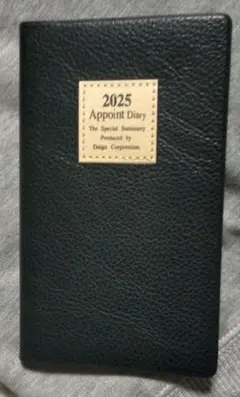 2025
Appoint Diary
The Special Stationery
Produced by
Daigo Corporation.